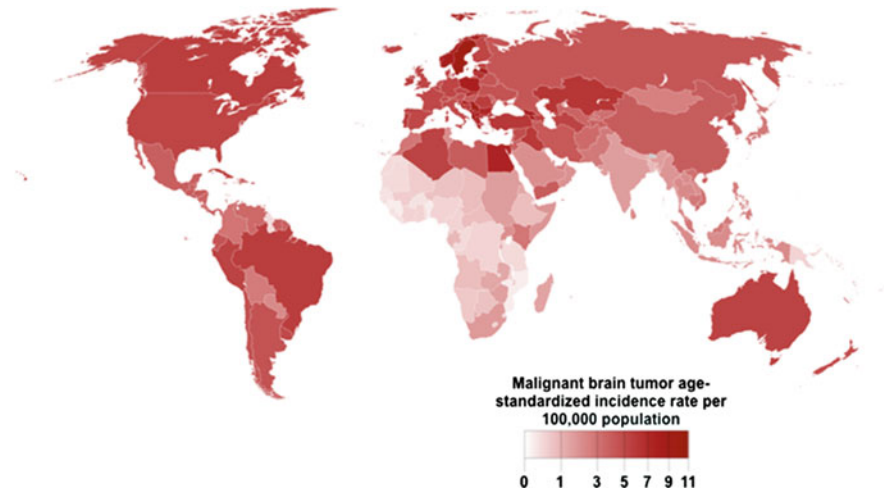 Malignant brain tumor age-
standardized incidence rate per
100,000 population
0 1 3 5 7 9 11